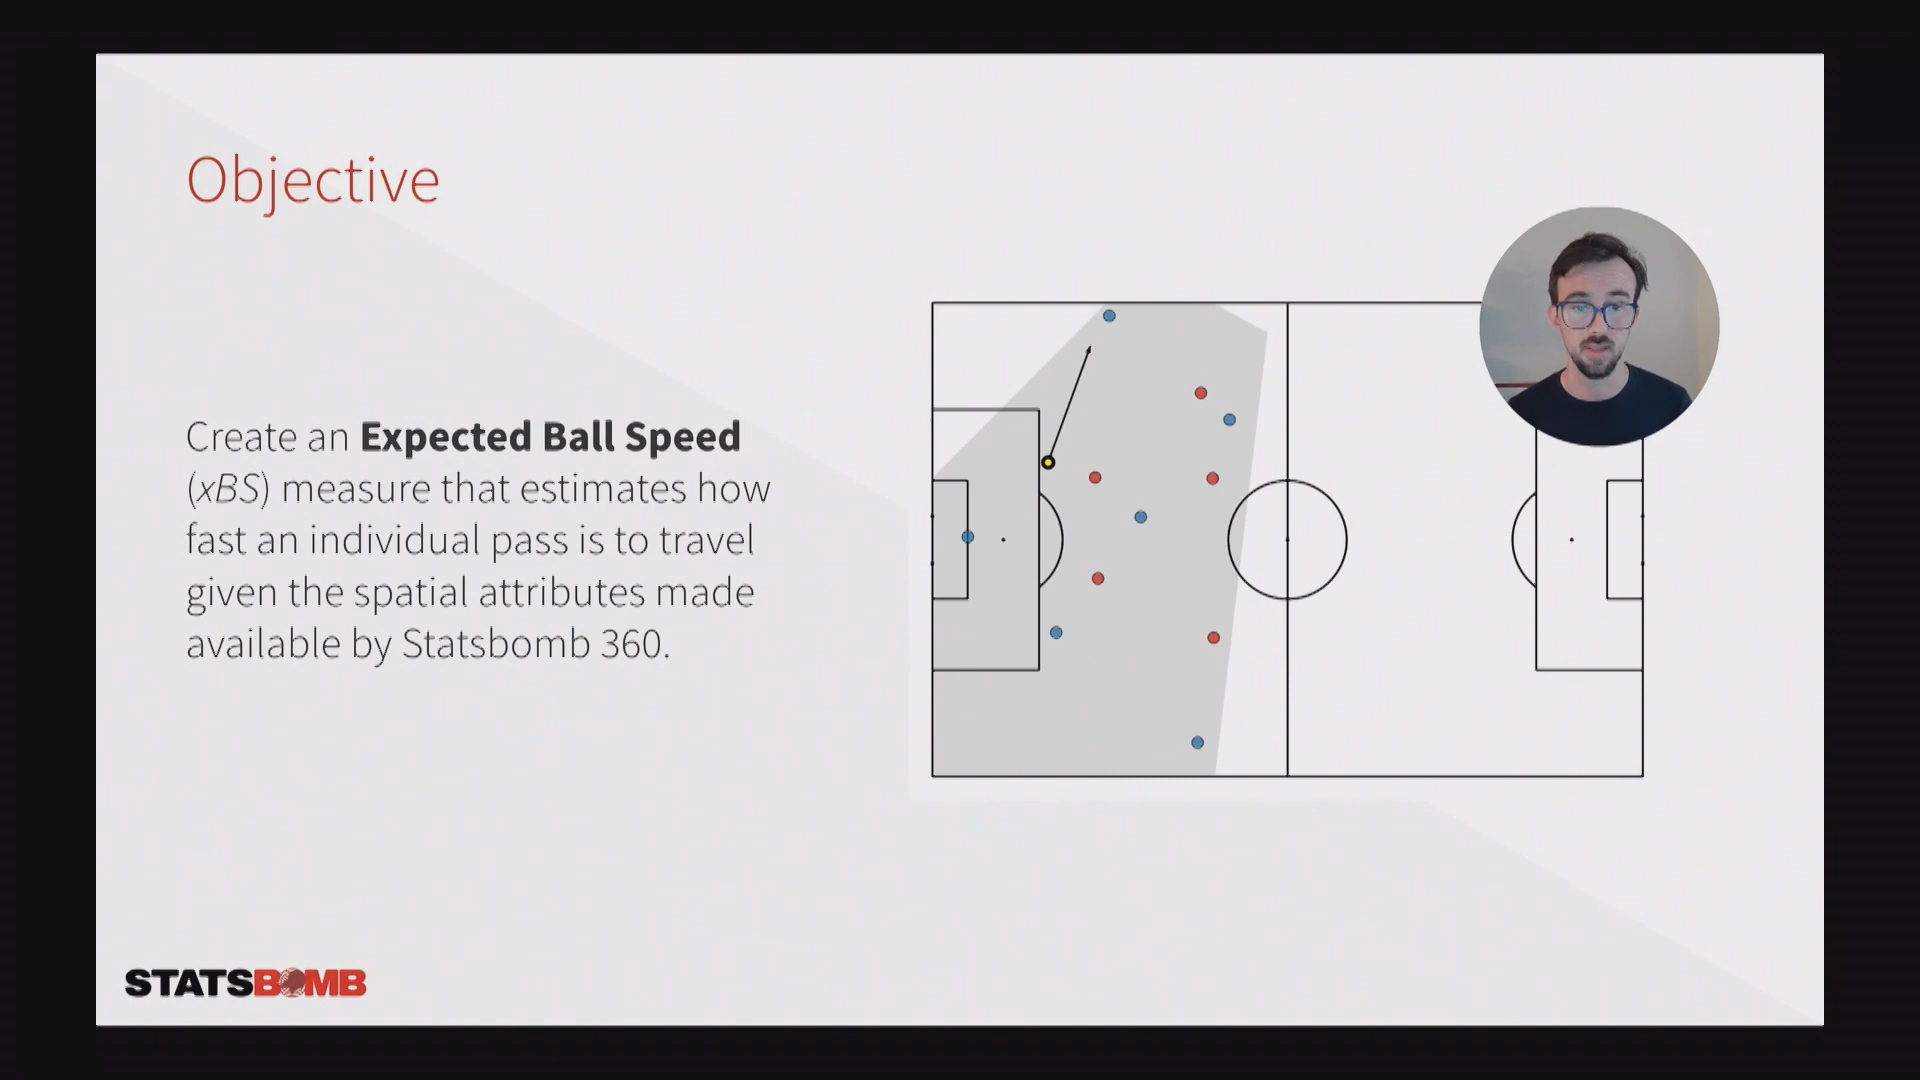 Objective
Create an Expected Ball Speed
(xBS) measure that estimates how
fast an individual pass is to travel
given the spatial attributes made
available by Statsbomb 360.
STATSBOMB